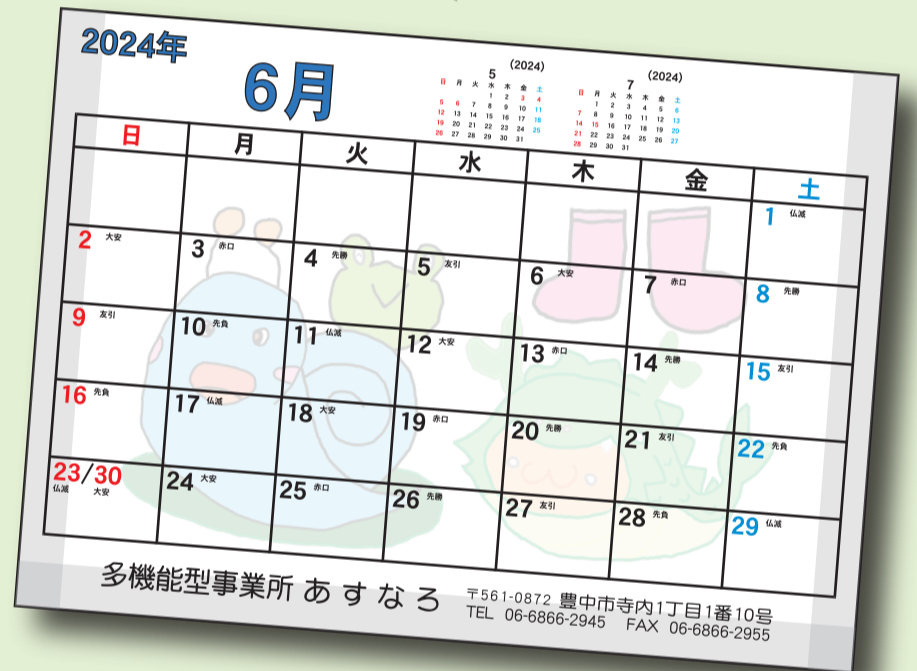 2024年
6月
5 (2024)
日 月 火 水 木 金 土
1 2 3 4
5 6 7 8 9 10 11
12 13 14 15 16 17 18
19 20 21 22 23 24 25
26 27 28 29 30 31
7 (2024)
日 月 火 水 木 金 土
1 2 3 4 5 6
7 8 9 10 11 12 13
14 15 16 17 18 19 20
21 22 23 24 25 26 27
28 29 30 31
日 月 火 水 木 金 土
1 仏滅
2 大安 3 赤口 4 先勝 5 友引 6 大安 7 赤口 8 先勝
9 友引 10 先負 11 仏滅 12 大安 13 赤口 14 先勝 15 友引
16 先負 17 仏滅 18 大安 19 赤口 20 先勝 21 友引 22 先負
23/30 仏滅 大安 24 大安 25 赤口 26 先勝 27 友引 28 先負 29 仏滅
多機能型事業所 あすなろ
〒561-0872 豊中市寺内1丁目1番10号
TEL 06-6866-2945 FAX 06-6866-2955